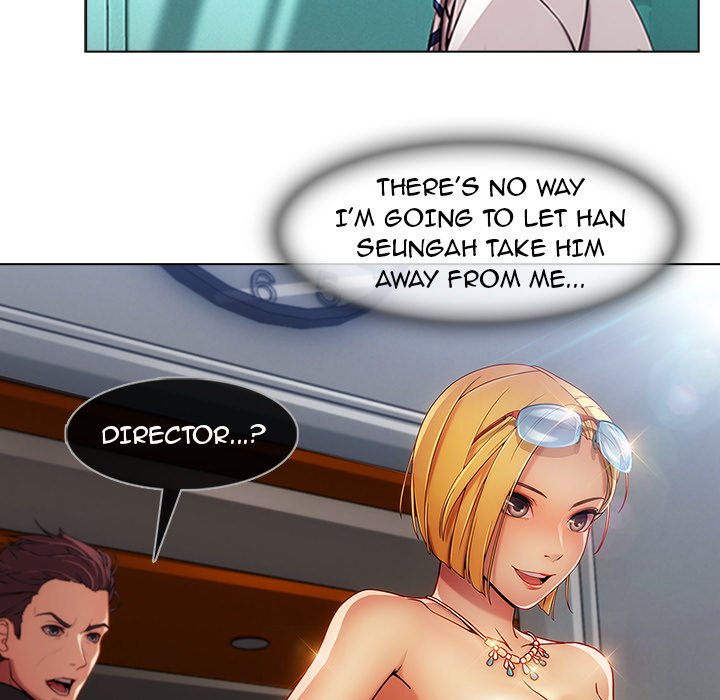 THERE'S NO WAY
I'M GOING TO LET HAN
SEUNGAH TAKE HIM
AWAY FROM ME...
DIRECTOR...?